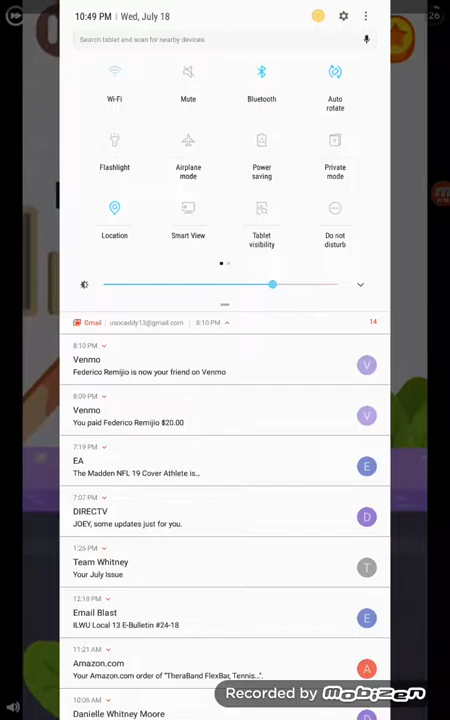 10:49 PM | Wed, July 18
26
Search tablet and scan for nearby devices
Wi-Fi
Mute
Bluetooth
Auto
rotate
Flashlight
Airplane
mode
Power
saving
Private
mode
Location
Smart View
Tablet
visibility
Do not
disturb
Gmail | usocaddy13@gmail.com | 8:10 PM
14
8:10 PM
Venmo
Federico Remijio is now your friend on Venmo
V
8:09 PM
Venmo
You paid Federico Remijio $20.00
V
7:19 PM
EA
The Madden NFL 19 Cover Athlete is...
E
7:07 PM
DIRECTV
JOEY, some updates just for you.
D
1:26 PM
Team Whitney
Your July Issue
T
12:18 PM
Email Blast
ILWU Local 13 E-Bulletin #24-18
E
11:21 AM
Amazon.com
Your Amazon.com order of "TheraBand FlexBar, Tennis...".
A
10:06 AM
Danielle Whitney Moore
Recorded by Mobizen